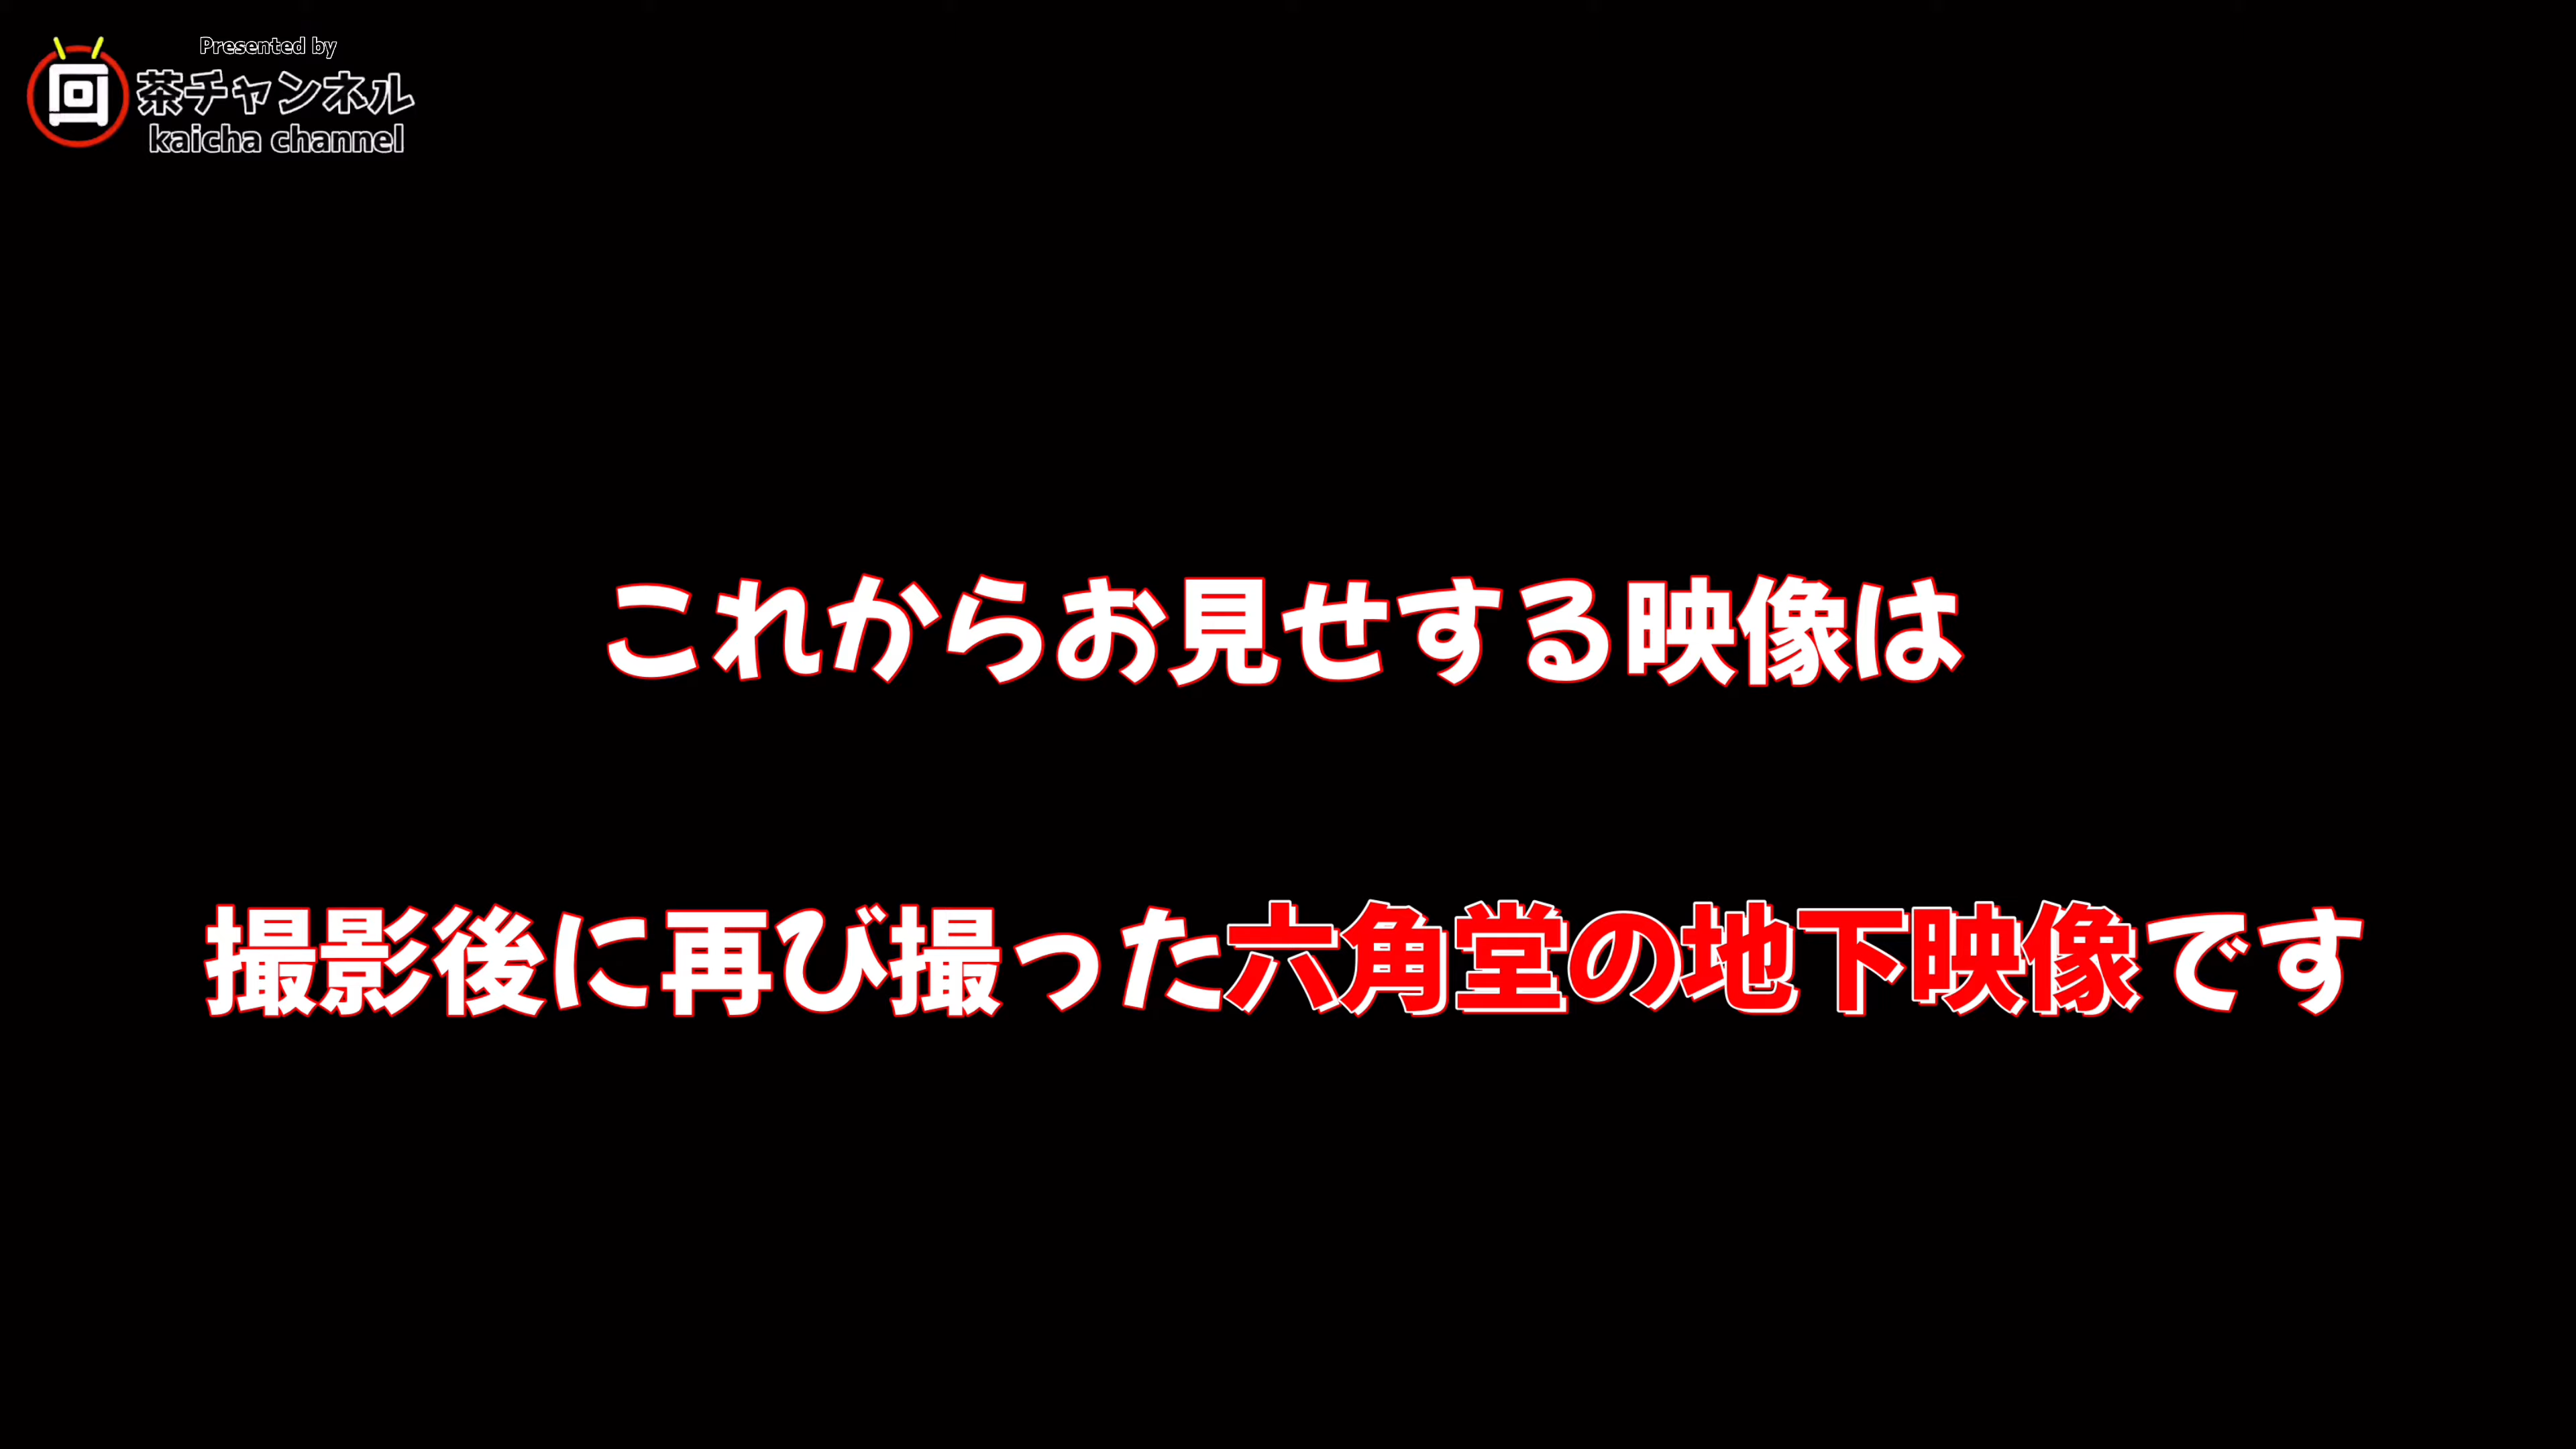 Presented by
回茶チャンネル
kaicha channel
これからお見せする映像は
撮影後に再び撮った六角堂の地下映像です